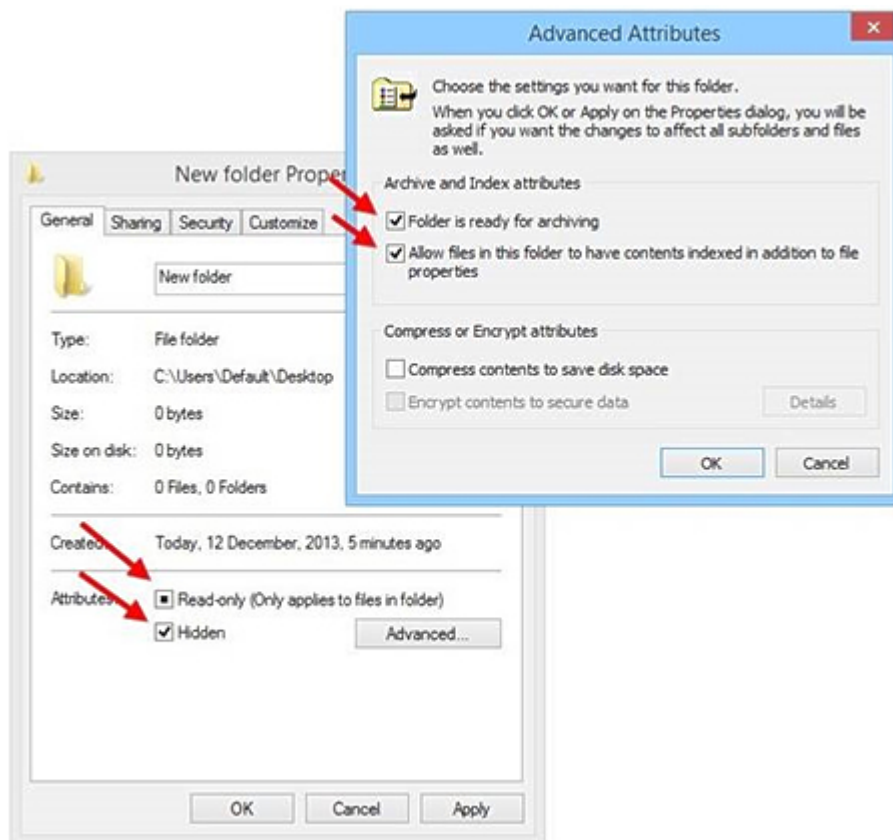 Advanced Attributes
Choose the settings you want for this folder.
When you click OK or Apply on the Properties dialog, you will be
asked if you want the changes to affect all subfolders and files
as well.
Archive and Index attributes
Folder is ready for archiving
Allow files in this folder to have contents indexed in addition to file
properties
Compress or Encrypt attributes
Compress contents to save disk space
Encrypt contents to secure data
Details
OK
Cancel
New folder Proper
General
Sharing
Security
Customize
New folder
Type: File folder
Location: C:\Users\Default\Desktop
Size: 0 bytes
Size on disk: 0 bytes
Contains: 0 Files, 0 Folders
Created: Today, 12 December, 2013, 5 minutes ago
Attributes: Read-only (Only applies to files in folder)
Hidden
Advanced...
OK
Cancel
Apply